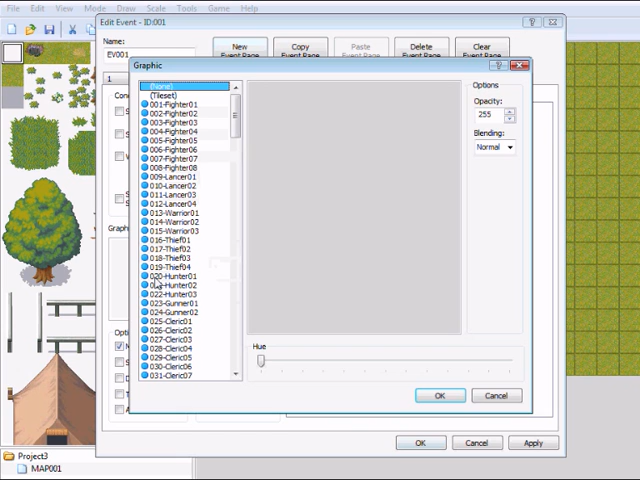 File Edit View Mode Draw Scale Tools Game Help
Edit Event - ID:001
Name:
EV001
New
Event Page
Copy
Event Page
Paste
Event Page
Delete
Event Page
Clear
Event Page
1
Graphic
(None)
(Tileset)
001-Fighter01
002-Fighter02
003-Fighter03
004-Fighter04
005-Fighter05
006-Fighter06
007-Fighter07
008-Fighter08
009-Lancer01
010-Lancer02
011-Lancer03
012-Lancer04
013-Warrior01
014-Warrior02
015-Warrior03
016-Thief01
017-Thief02
018-Thief03
019-Thief04
020-Hunter01
021-Hunter02
022-Hunter03
023-Gunner01
024-Gunner02
025-Cleric01
026-Cleric02
027-Cleric03
028-Cleric04
029-Cleric05
030-Cleric06
031-Cleric07
Options
Opacity:
255
Blending:
Normal
Hue
OK Cancel
OK Cancel Apply
Project3
MAP001